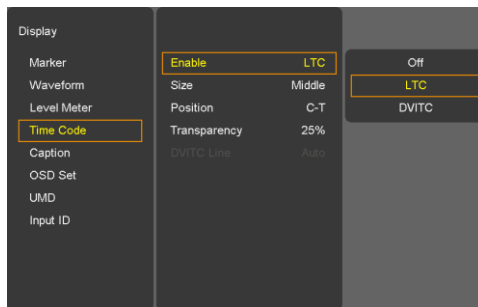 Display
Marker
Waveform
Level Meter
Time Code
Caption
OSD Set
UMD
Input ID
Enable LTC
Size Middle
Position C-T
Transparency 25%
DVITC Line Auto
Off
LTC
DVITC